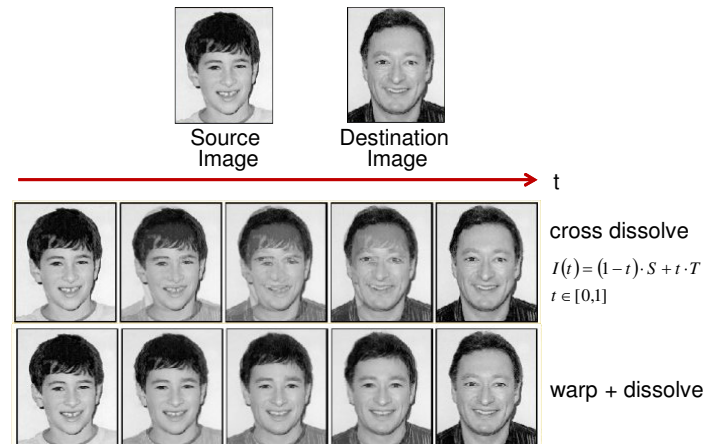 Source
Image
Destination
Image
t
cross dissolve
I(t) = (1−t)⋅S + t⋅T
t ∈ [0,1]
warp + dissolve